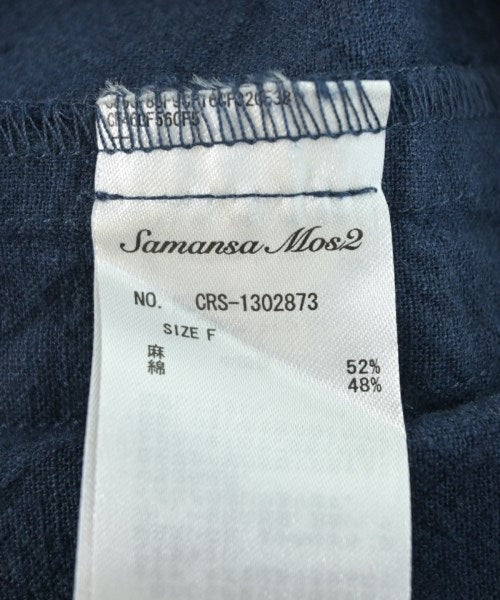 Samansa Mos2
NO. CRS-1302873
SIZE F
麻 52%
綿 48%